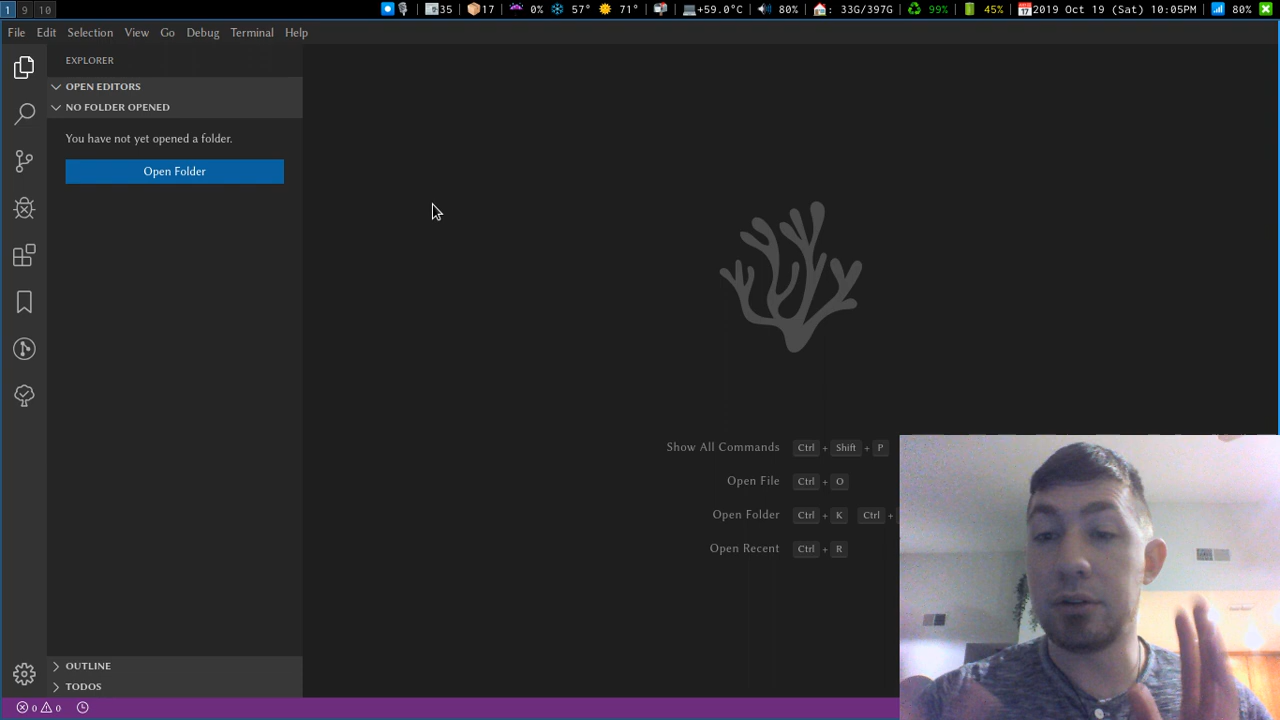 1 9 10 35 17 0% 57° 71° +59.0°C 80% : 33G/397G 99% 45% 2019 Oct 19 (Sat) 10:05PM 80%
File Edit Selection View Go Debug Terminal Help
EXPLORER
OPEN EDITORS
NO FOLDER OPENED
You have not yet opened a folder.
Open Folder
Show All Commands Ctrl + Shift + P
Open File Ctrl + O
Open Folder Ctrl + K Ctrl +
Open Recent Ctrl + R
OUTLINE
TODOS
0 0